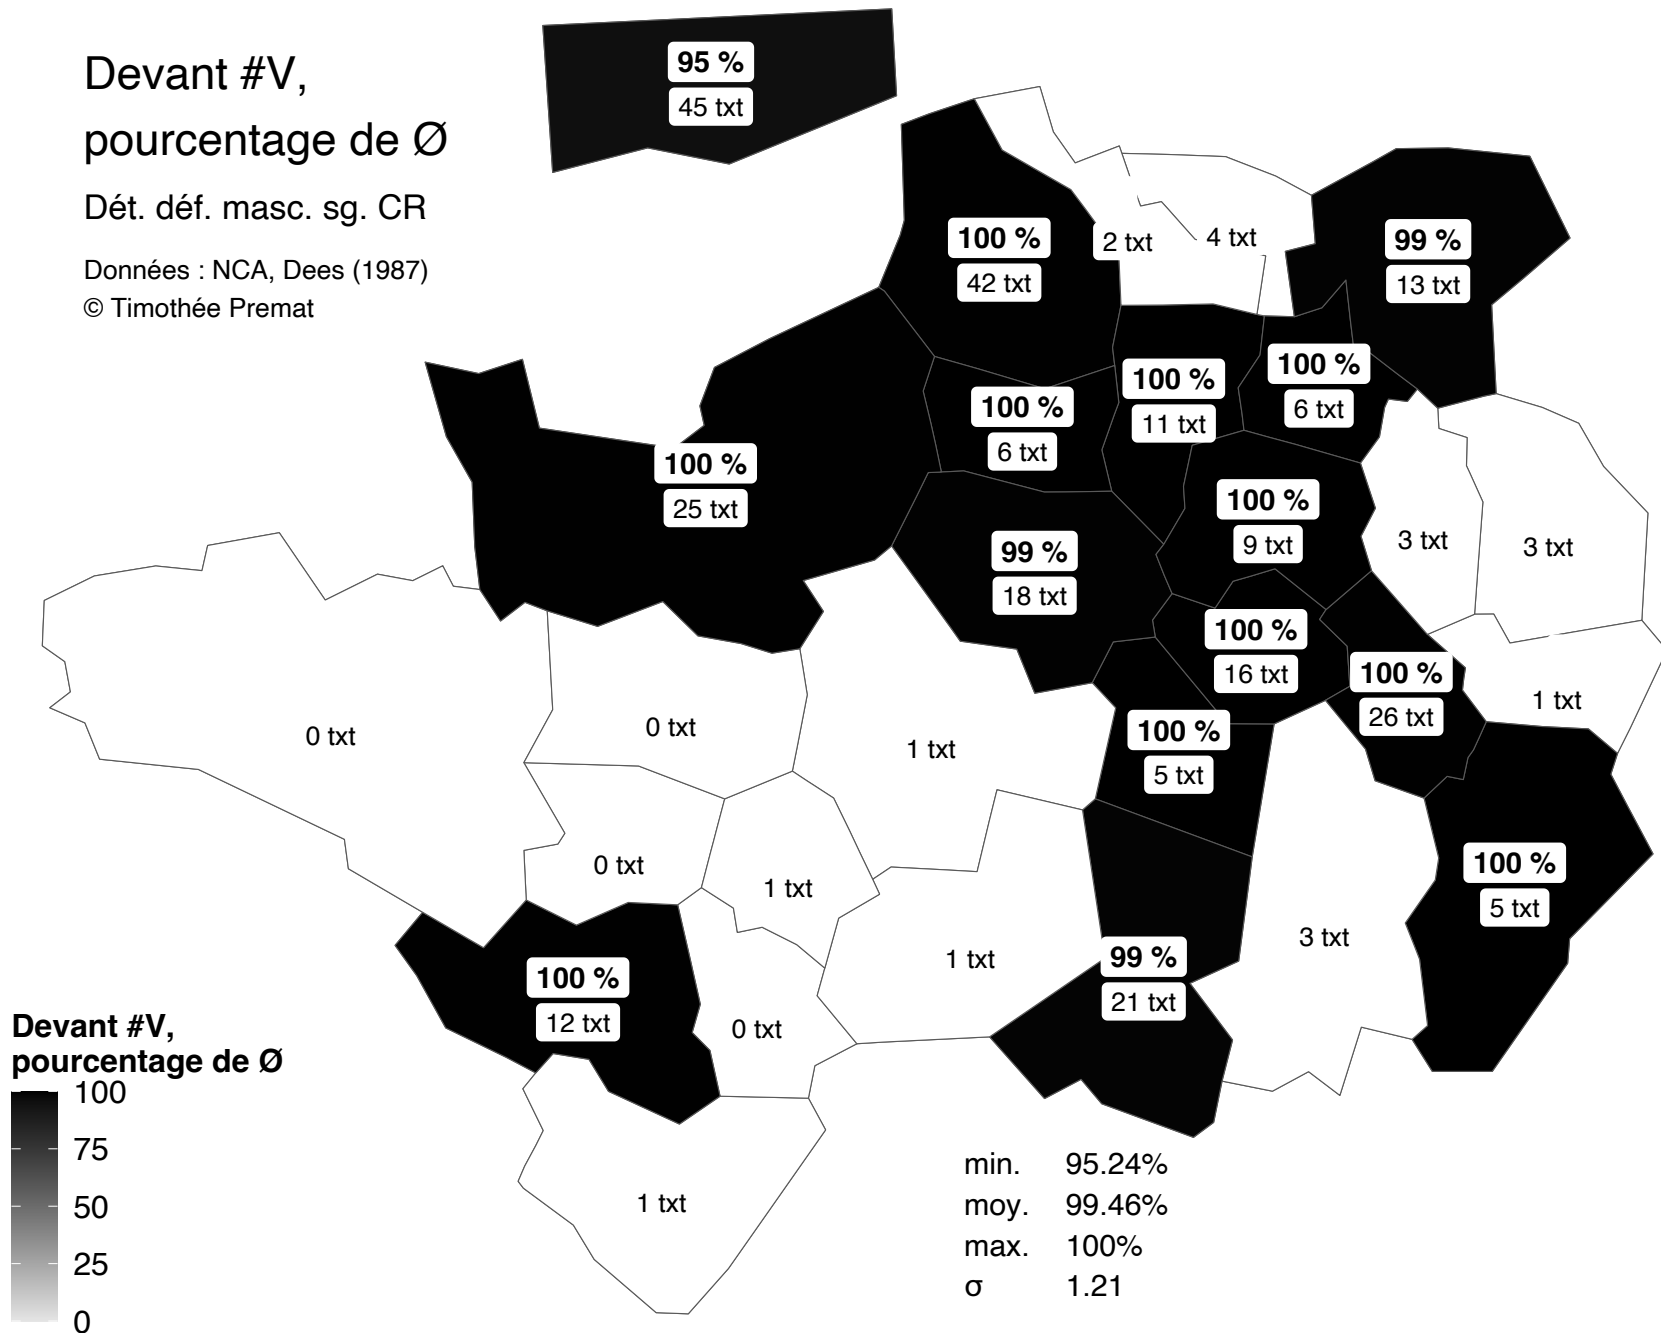 Devant #V,
pourcentage de Ø
Dét. déf. masc. sg. CR
Données : NCA, Dees (1987)
© Timothée Premat
95 %
45 txt
100 %
42 txt
2 txt
4 txt
99 %
13 txt
100 %
6 txt
100 %
11 txt
100 %
6 txt
100 %
25 txt
100 %
9 txt
3 txt
3 txt
99 %
18 txt
100 %
16 txt
100 %
26 txt
1 txt
0 txt
0 txt
1 txt
100 %
5 txt
0 txt
1 txt
100 %
5 txt
1 txt
99 %
21 txt
3 txt
100 %
12 txt
0 txt
1 txt
Devant #V,
pourcentage de Ø
100
75
50
25
0
min. 95.24%
moy. 99.46%
max. 100%
σ 1.21